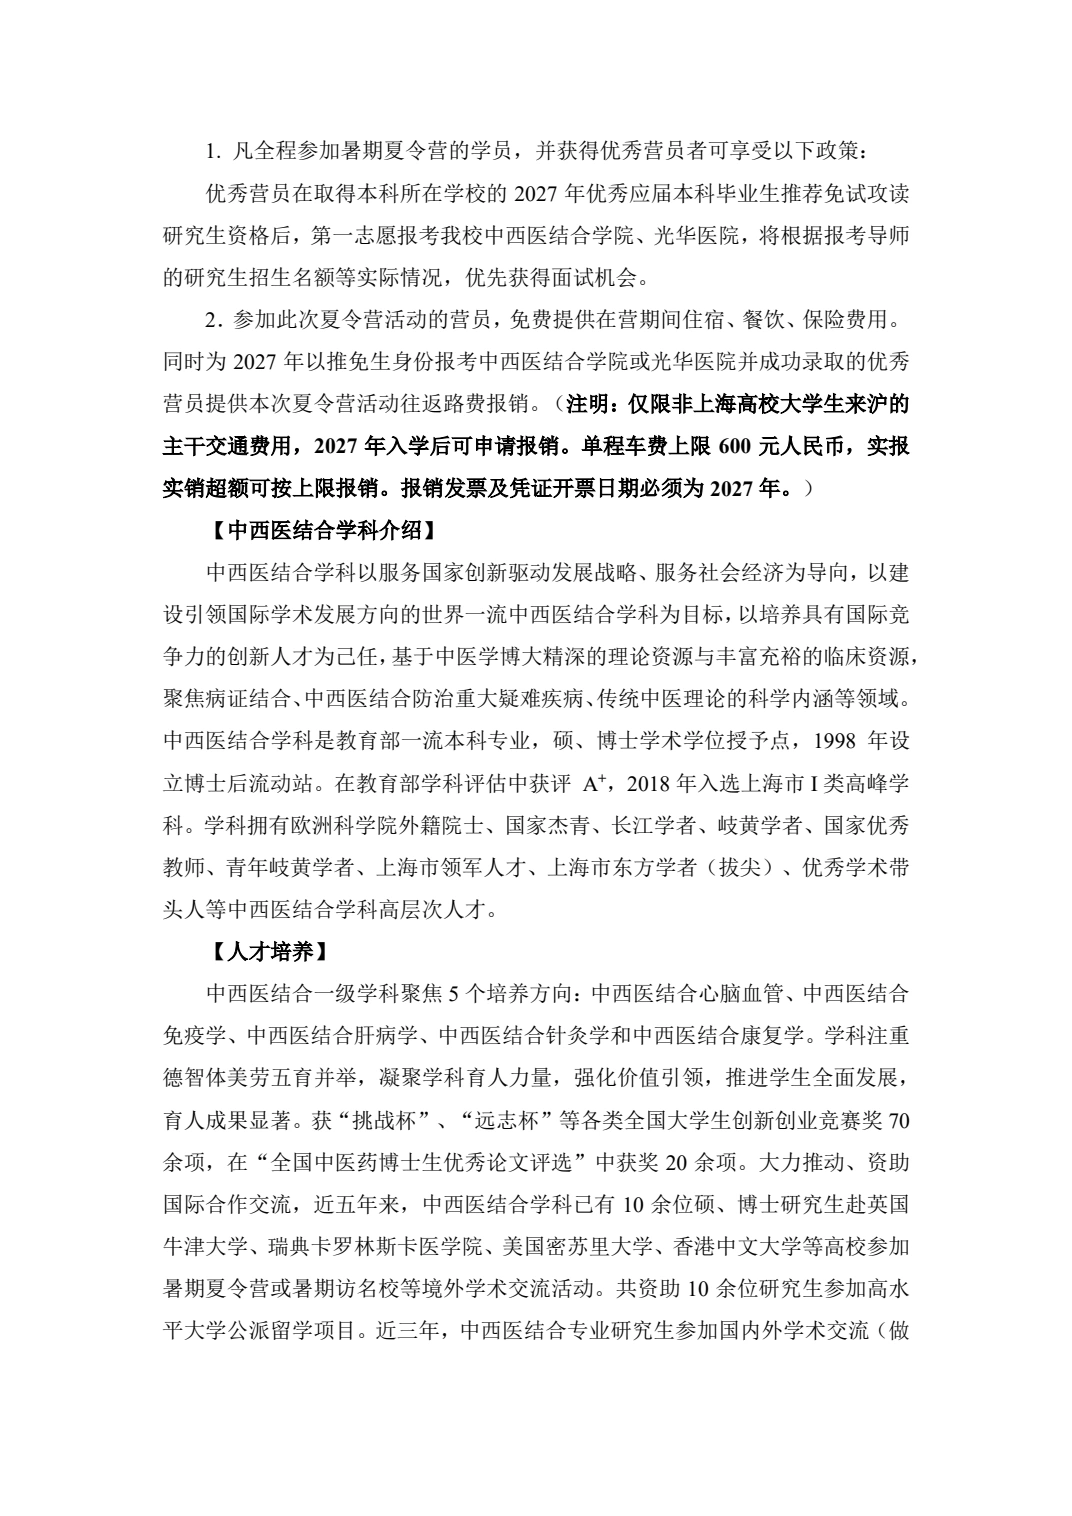 1. 凡全程参加暑期夏令营的学员，并获得优秀营员者可享受以下政策：
优秀营员在取得本科所在学校的 2027 年优秀应届本科毕业生推荐免试攻读
研究生资格后，第一志愿报考我校中西医结合学院、光华医院，将根据报考导师
的研究生招生名额等实际情况，优先获得面试机会。
2. 参加此次夏令营活动的营员，免费提供在营期间住宿、餐饮、保险费用。
同时为 2027 年以推免生身份报考中西医结合学院或光华医院并成功录取的优秀
营员提供本次夏令营活动往返路费报销。（注明：仅限非上海高校大学生来沪的
主干交通费用，2027 年入学后可申请报销。单程车费上限 600 元人民币，实报
实销超额可按上限报销。报销发票及凭证开票日期必须为 2027 年。）
【中西医结合学科介绍】
中西医结合学科以服务国家创新驱动发展战略、服务社会经济为导向，以建
设引领国际学术发展方向的世界一流中西医结合学科为目标，以培养具有国际竞
争力的创新人才为己任，基于中医学博大精深的理论资源与丰富充裕的临床资源，
聚焦病证结合、中西医结合防治重大疑难疾病、传统中医理论的科学内涵等领域。
中西医结合学科是教育部一流本科专业，硕、博士学术学位授予点，1998 年设
立博士后流动站。在教育部学科评估中获评 A⁺，2018 年入选上海市 I 类高峰学
科。学科拥有欧洲科学院外籍院士、国家杰青、长江学者、岐黄学者、国家优秀
教师、青年岐黄学者、上海市领军人才、上海市东方学者（拔尖）、优秀学术带
头人等中西医结合学科高层次人才。
【人才培养】
中西医结合一级学科聚焦 5 个培养方向：中西医结合心脑血管、中西医结合
免疫学、中西医结合肝病学、中西医结合针灸学和中西医结合康复学。学科注重
德智体美劳五育并举，凝聚学科育人力量，强化价值引领，推进学生全面发展，
育人成果显著。获“挑战杯”、“远志杯”等各类全国大学生创新创业竞赛奖 70
余项，在“全国中医药博士生优秀论文评选”中获奖 20 余项。大力推动、资助
国际合作交流，近五年来，中西医结合学科已有 10 余位硕、博士研究生赴英国
牛津大学、瑞典卡罗林斯卡医学院、美国密苏里大学、香港中文大学等高校参加
暑期夏令营或暑期访名校等境外学术交流活动。共资助 10 余位研究生参加高水
平大学公派留学项目。近三年，中西医结合专业研究生参加国内外学术交流（做